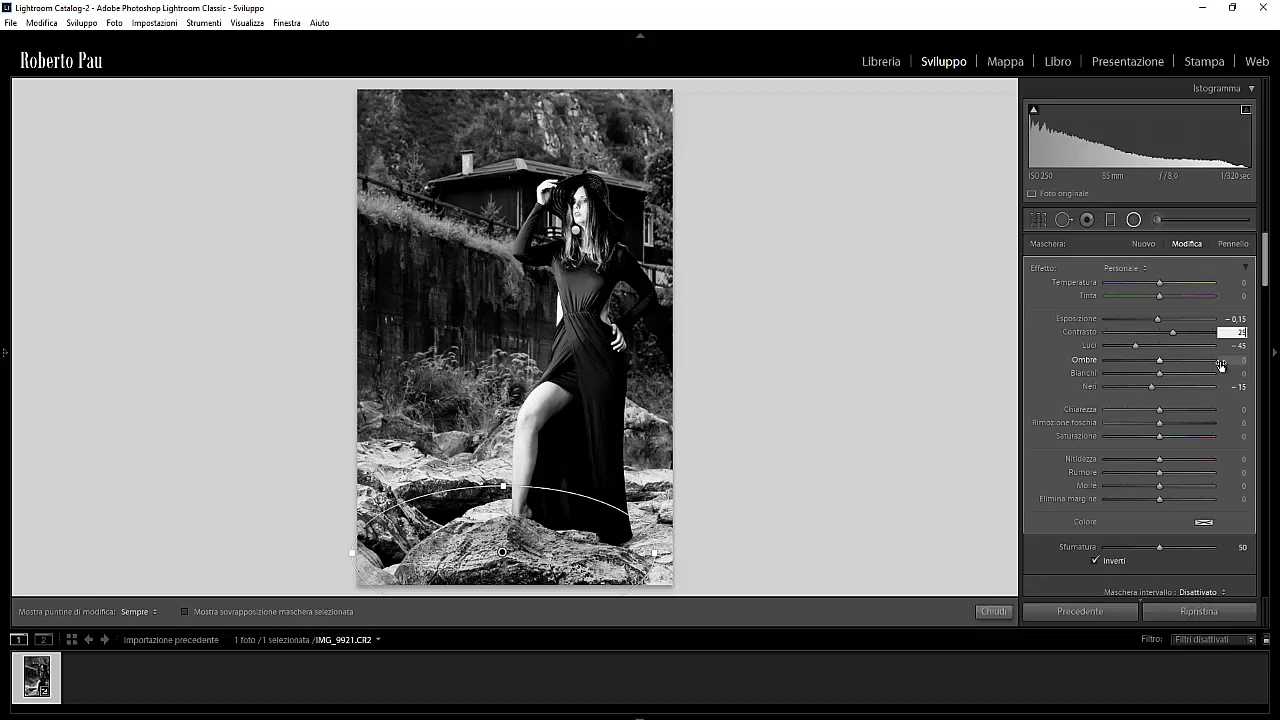 Lightroom Catalog-2 - Adobe Photoshop Lightroom Classic - Sviluppo
File Modifica Sviluppo Foto Impostazioni Strumenti Visualizza Finestra Aiuto
Roberto Pau
Libreria | Sviluppo | Mappa | Libro | Presentazione | Stampa | Web
Istogramma
ISO 250 85 mm ƒ / 8,0 1/320 sec
Foto originale
Maschera: Nuovo Modifica Pennello
Effetto: Personale
Temperatura 0
Tinta 0
Esposizione – 0,15
Contrasto 25
Luci – 45
Ombre 0
Bianchi 0
Neri – 15
Chiarezza 0
Rimozione foschia 0
Saturazione 0
Nitidezza 0
Rumore 0
Moire 0
Elimina margine 0
Colore
Sfumatura 50
Inverti
Maschera intervallo : Disattivato
Mostra puntine di modifica: Sempre Mostra sovrapposizione maschera selezionata Chiudi
Precedente Ripristina
1 2 Importazione precedente 1 foto /1 selezionata /IMG_9921.CR2 Filtro: Filtri disattivati